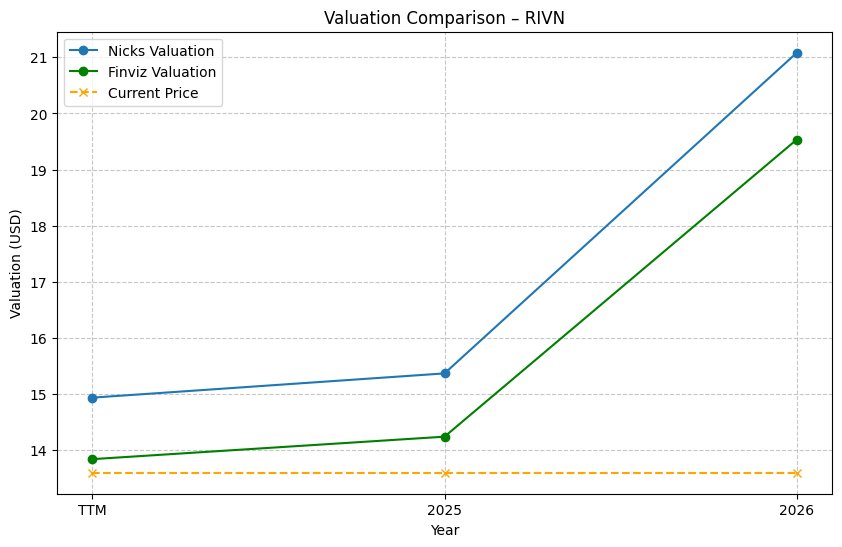 Valuation Comparison – RIVN
Nicks Valuation
Finviz Valuation
Current Price
Valuation (USD)
21
20
19
18
17
16
15
14
TTM
2025
2026
Year